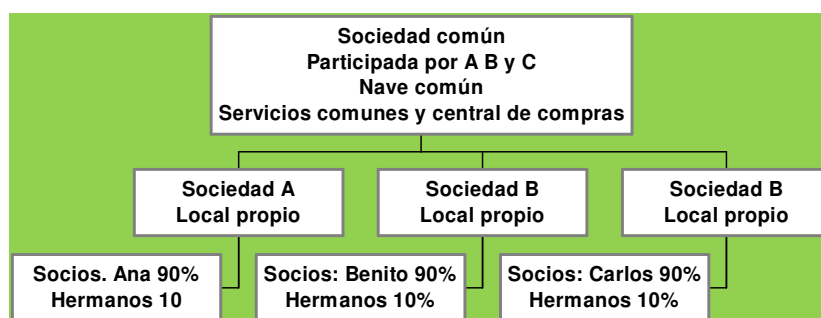 Sociedad común
Participada por A B y C
Nave común
Servicios comunes y central de compras
Sociedad A
Local propio
Sociedad B
Local propio
Sociedad B
Local propio
Socios. Ana 90%
Hermanos 10
Socios: Benito 90%
Hermanos 10%
Socios: Carlos 90%
Hermanos 10%